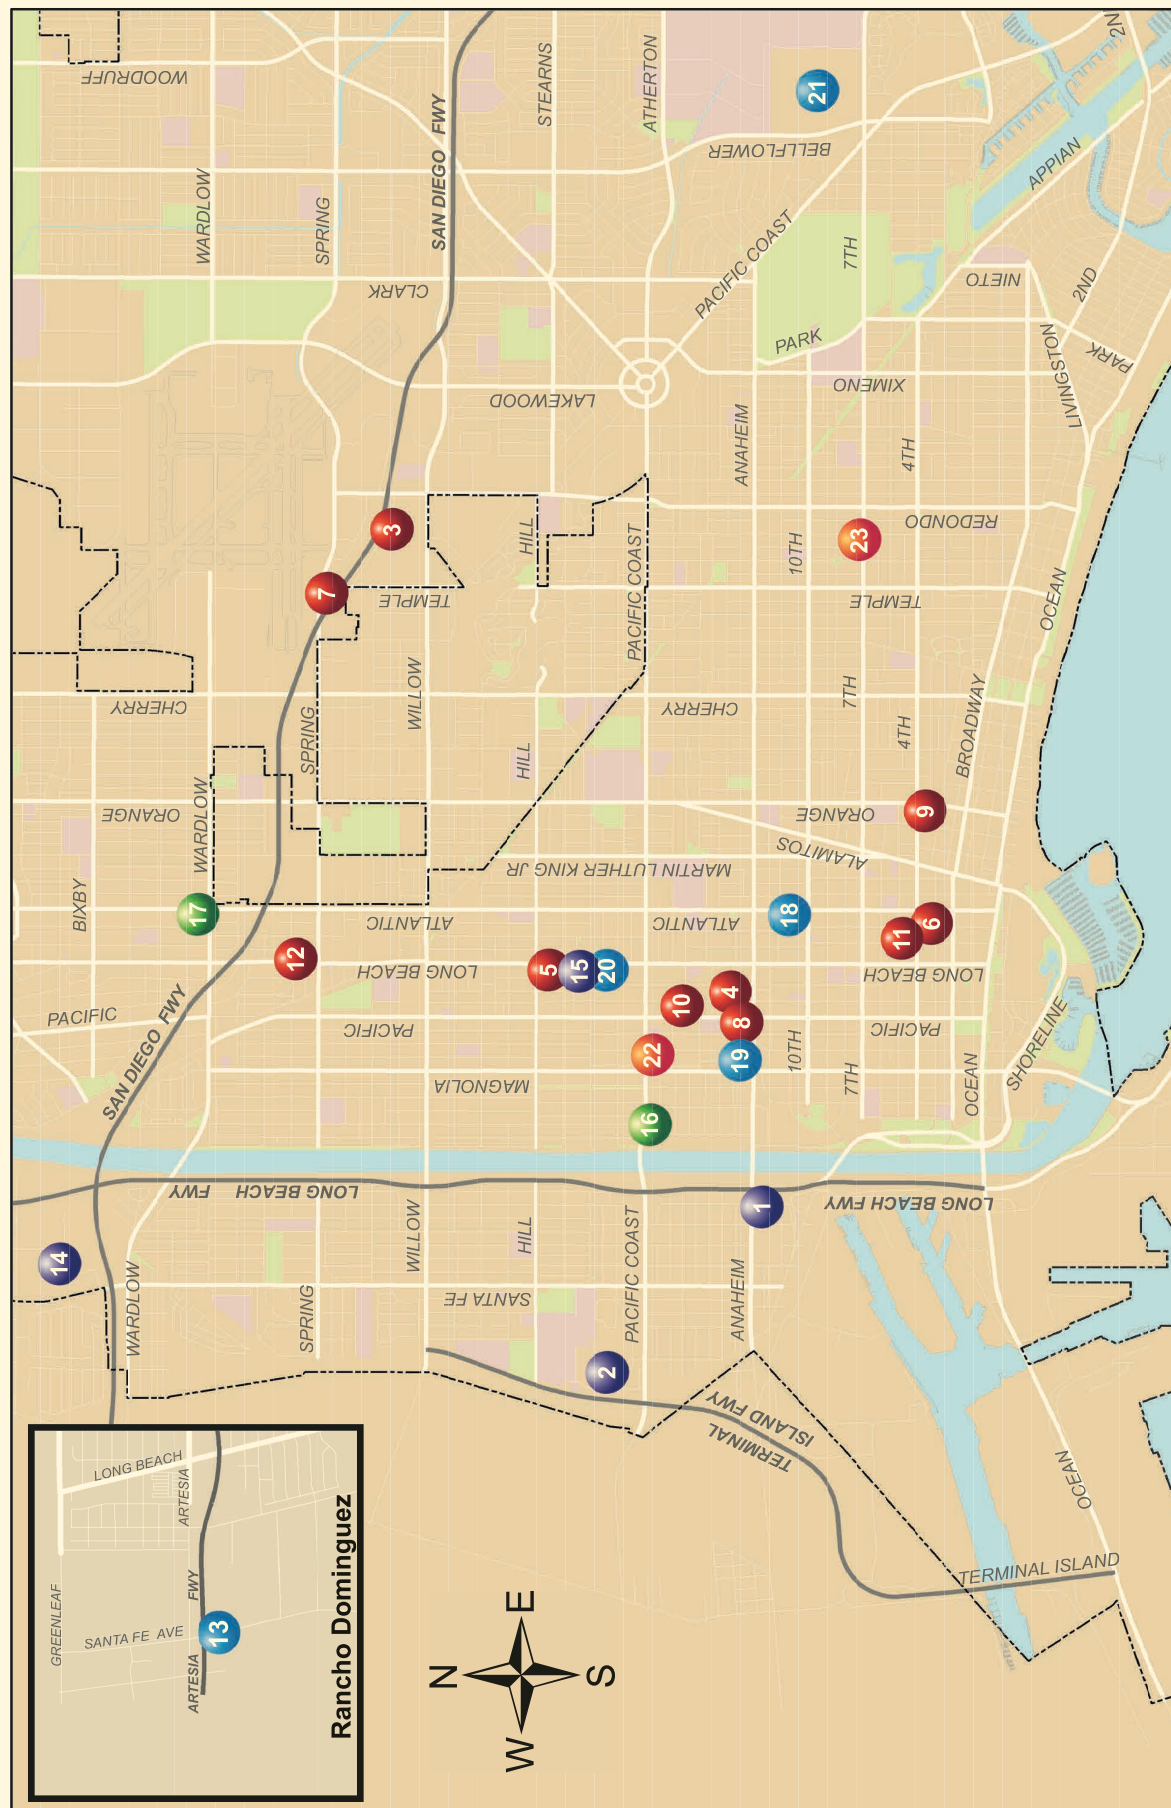 WOODRUFF
WARDLOW
SPRING
SAN DIEGO FWY
STEARNS
ATHERTON
BELLFLOWER
21
APPIAN
2N
CLARK
PACIFIC COAST
7TH
NIETO
2ND
PARK
PARK
LIVINGSTON
LAKEWOOD
XIMENO
ANAHEIM
4TH
REDONDO
3
7
HILL
PACIFIC COAST
10TH
23
TEMPLE
TEMPLE
OCEAN
CHERRY
SPRING
WILLOW
HILL
CHERRY
7TH
4TH
BROADWAY
ORANGE
WARDLOW
ORANGE
9
ALAMITOS
MARTIN LUTHER KING JR
BIXBY
17
ATLANTIC
ATLANTIC
18
11
6
12
LONG BEACH
5
15
20
LONG BEACH
PACIFIC
SAN DIEGO FWY
PACIFIC
10
4
8
PACIFIC
22
19
10TH
7TH
OCEAN
SHORELINE
MAGNOLIA
16
LONG BEACH FWY
LONG BEACH FWY
1
14
WARDLOW
SPRING
WILLOW
HILL
SANTA FE
PACIFIC COAST
ANAHEIM
2
TERMINAL
ISLAND FWY
OCEAN
TERMINAL ISLAND
GREENLEAF
LONG BEACH
ARTESIA
SANTA FE AVE
ARTESIA FWY
13
Rancho Dominguez
N
E
S
W